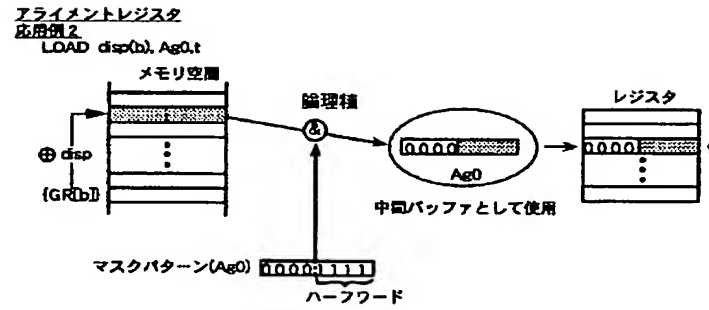 アライメントレジスタ
応用例2
LOAD disp(b), Ag0,t
メモリ空間
論理積
レジスタ
&
⊕ disp
{GR[b]}
0000
Ag0
0000
中間バッファとして使用
マスクパターン(Ag0) 00001111
ハーフワード